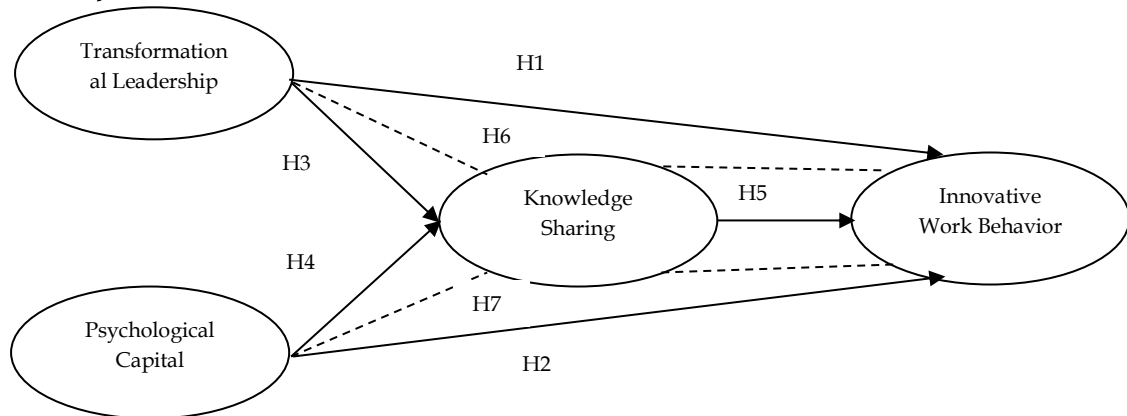 Transformation
al Leadership
H1
H6
H3
Knowledge
Sharing
H5
Innovative
Work Behavior
H4
H7
Psychological
Capital
H2